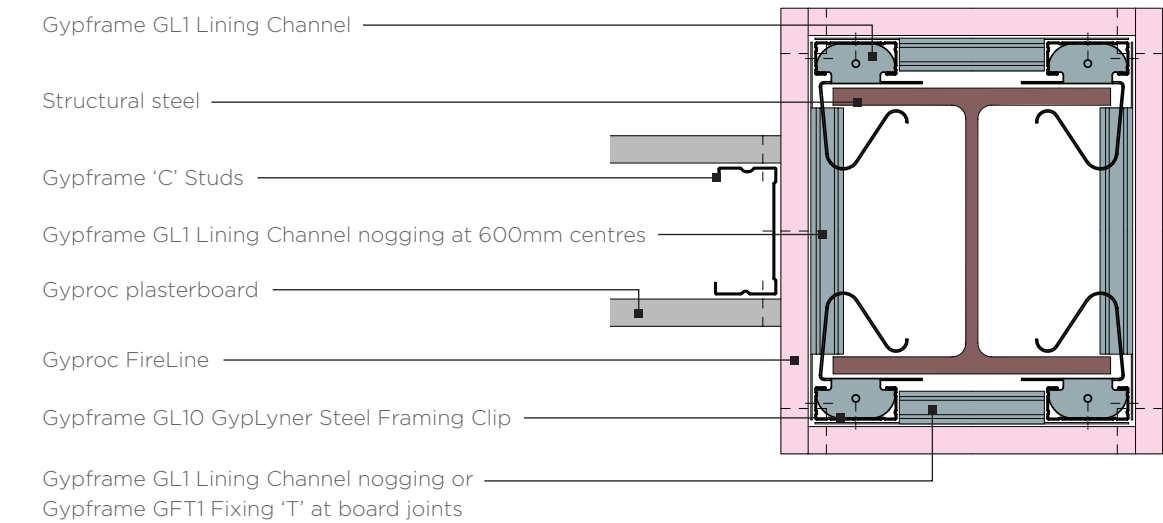 Gypframe GL1 Lining Channel
Structural steel
Gypframe ‘C’ Studs
Gypframe GL1 Lining Channel nogging at 600mm centres
Gyproc plasterboard
Gyproc FireLine
Gypframe GL10 GypLyner Steel Framing Clip
Gypframe GL1 Lining Channel nogging or
Gypframe GFT1 Fixing ‘T’ at board joints